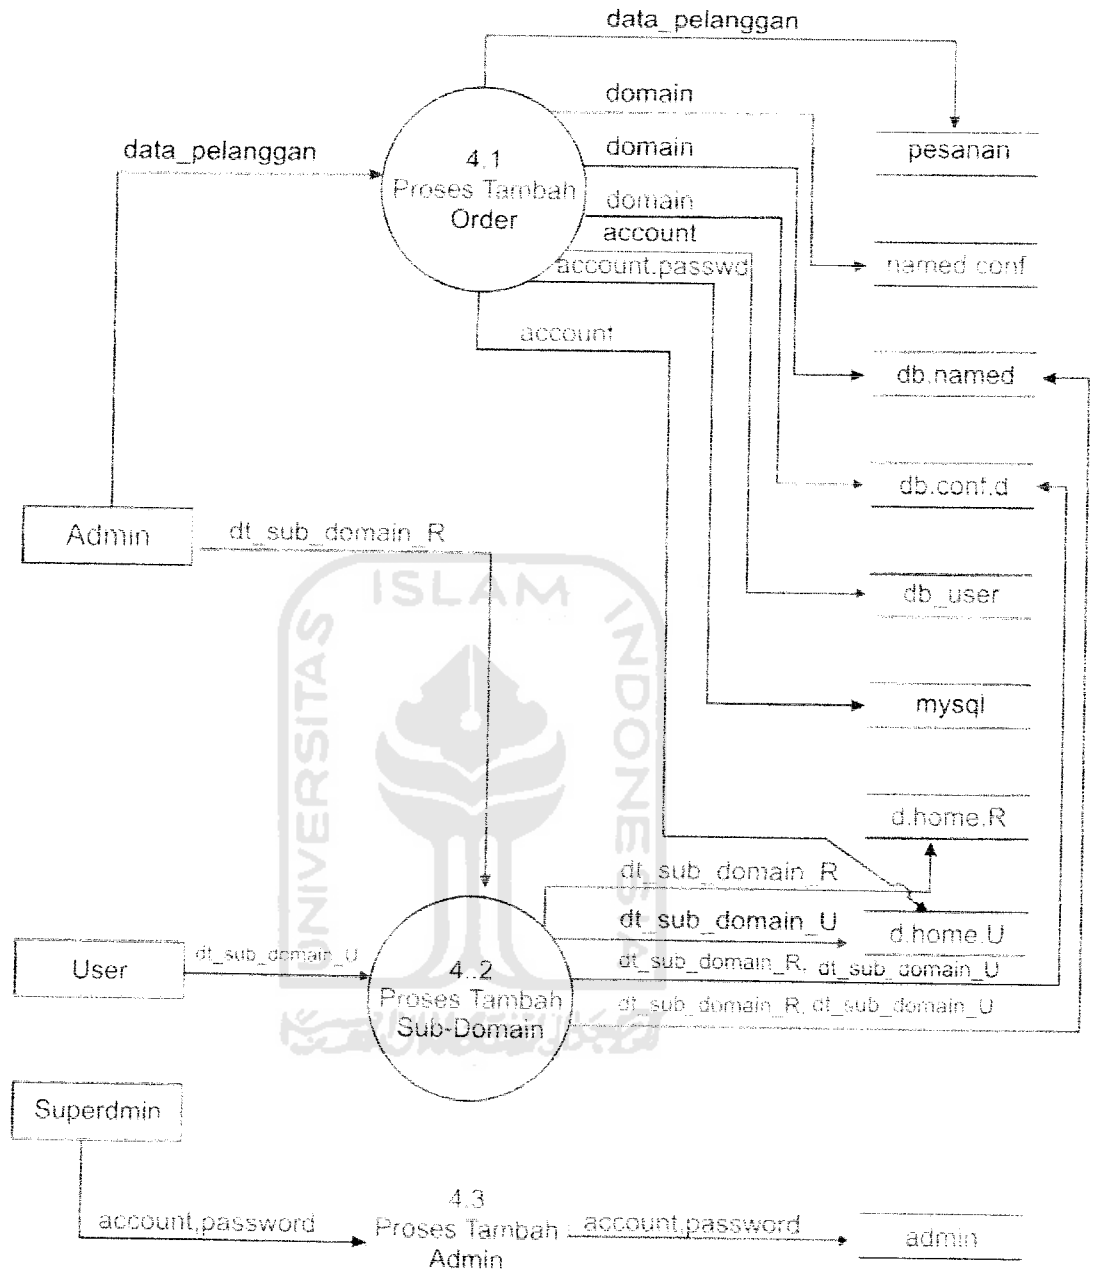 data_pelanggan
domain
data_pelanggan
4.1
Proses Tambah
Order
domain
pesanan
domain
account
account.passwd
named.conf
account
db.named
db.conf.d
Admin
dt_sub_domain_R
db_user
mysql
d.home.R
dt_sub_domain_R
dt_sub_domain_U
d.home.U
User
dt_sub_domain_U
4..2
Proses Tambah
Sub-Domain
dt_sub_domain_R, dt_sub_domain_U
dt_sub_domain_R, dt_sub_domain_U
Superdmin
account,password
4.3
Proses Tambah
Admin
account,password
admin
UNIVERSITAS
ISLAM
INDONESIA